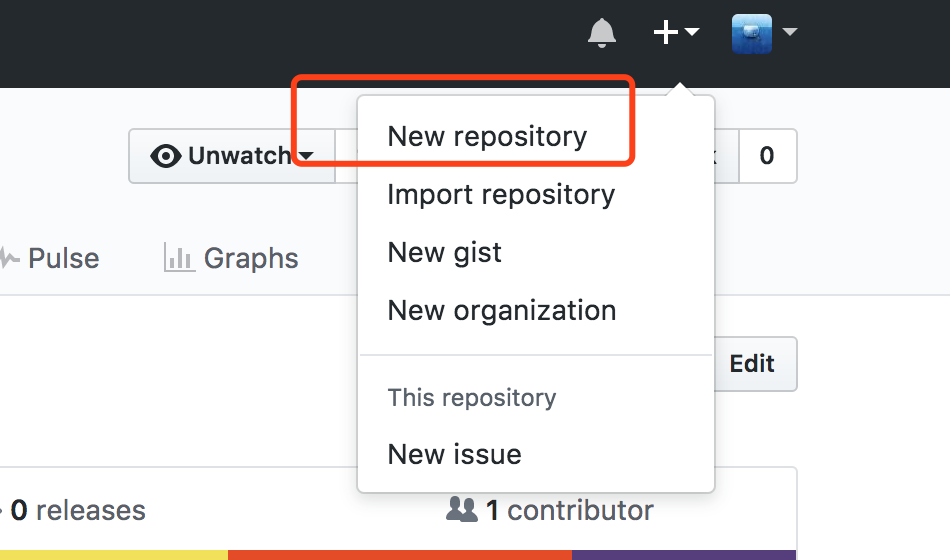 New repository
Unwatch
0
Import repository
New gist
Pulse
Graphs
New organization
Edit
This repository
New issue
0 releases
1 contributor